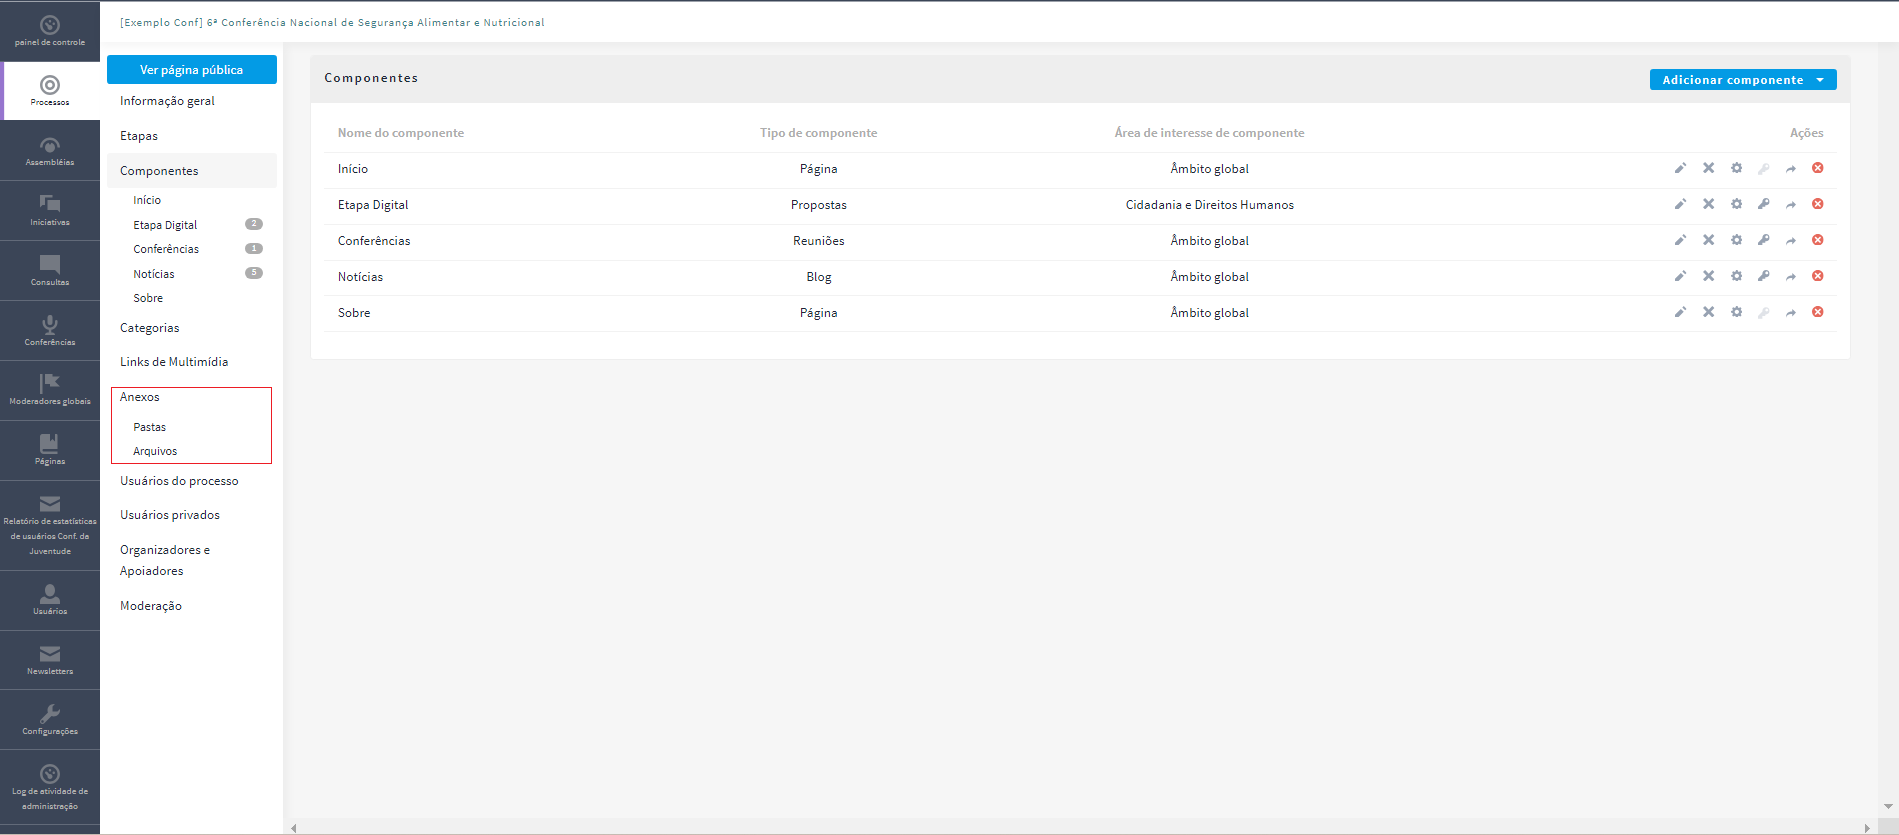 [Exemplo Conf] 6ª Conferência Nacional de Segurança Alimentar e Nutricional
painel de controle
Processos
Assembléias
Iniciativas
Consultas
Conferências
Moderadores globais
Páginas
Relatório de estatísticas
de usuários Conf. da
Juventude
Usuários
Newsletters
Configurações
Log de atividade de
administração
Ver página pública
Informação geral
Etapas
Componentes
Início
Etapa Digital 2
Conferências 1
Notícias 5
Sobre
Categorias
Links de Multimídia
Anexos
Pastas
Arquivos
Usuários do processo
Usuários privados
Organizadores e
Apoiadores
Moderação
Componentes
Adicionar componente
Nome do componente Tipo de componente Área de interesse de componente Ações
Início Página Âmbito global
Etapa Digital Propostas Cidadania e Direitos Humanos
Conferências Reuniões Âmbito global
Notícias Blog Âmbito global
Sobre Página Âmbito global